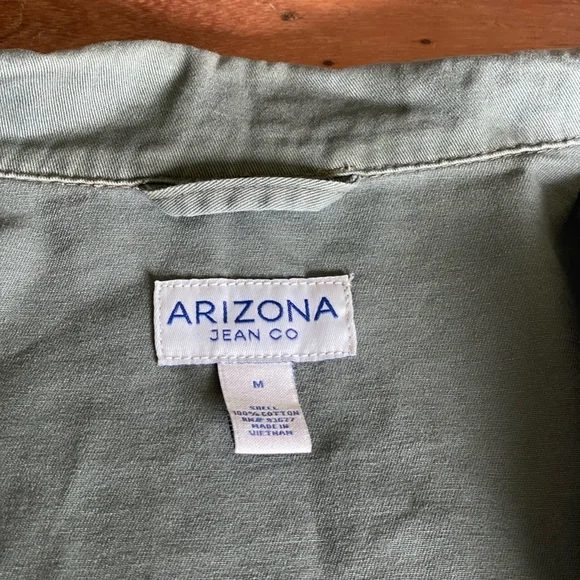 ARIZONA
JEAN CO
M
SHELL
100% COTTON
RN# 93677
MADE IN
VIETNAM